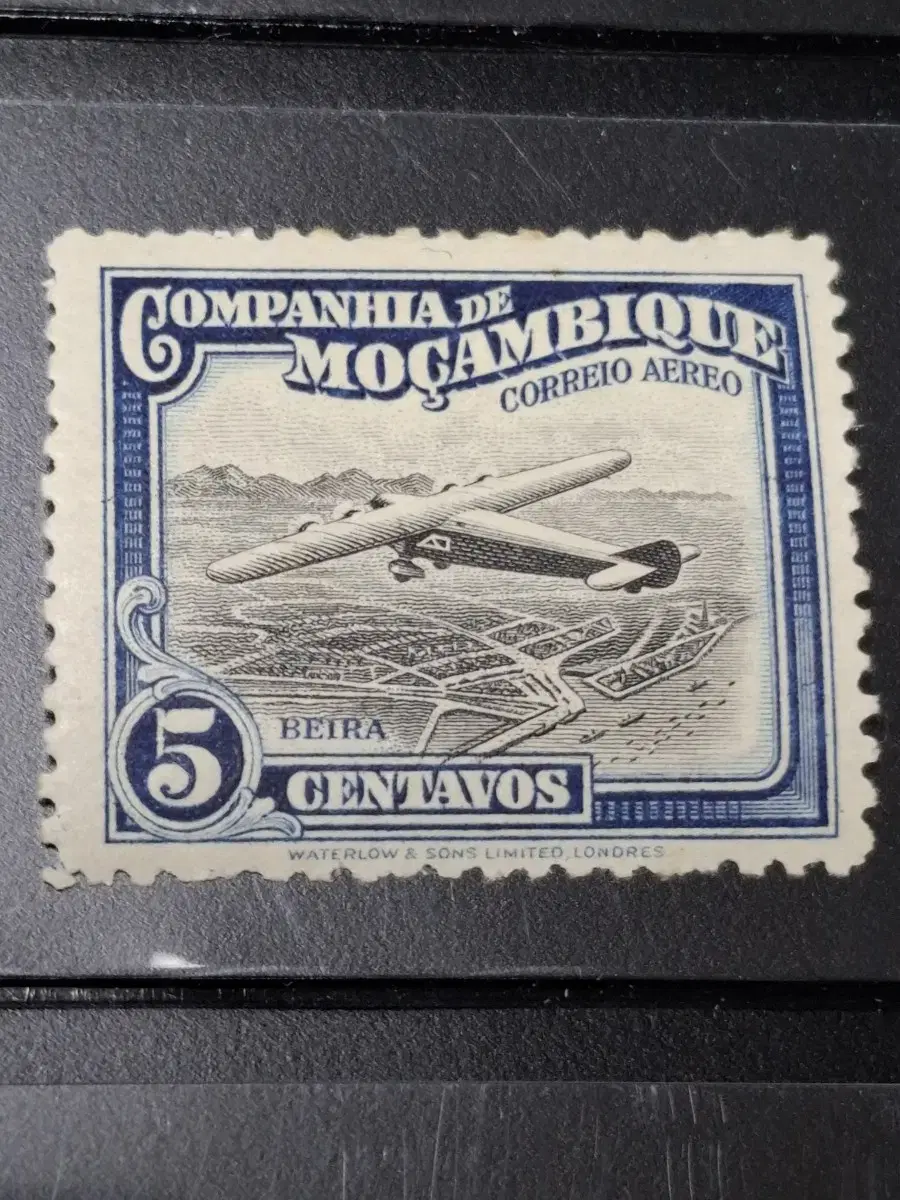 COMPANHIA DE
MOÇAMBIQUE
CORREIO AEREO
BEIRA
5
CENTAVOS
WATERLOW & SONS LIMITED, LONDRES